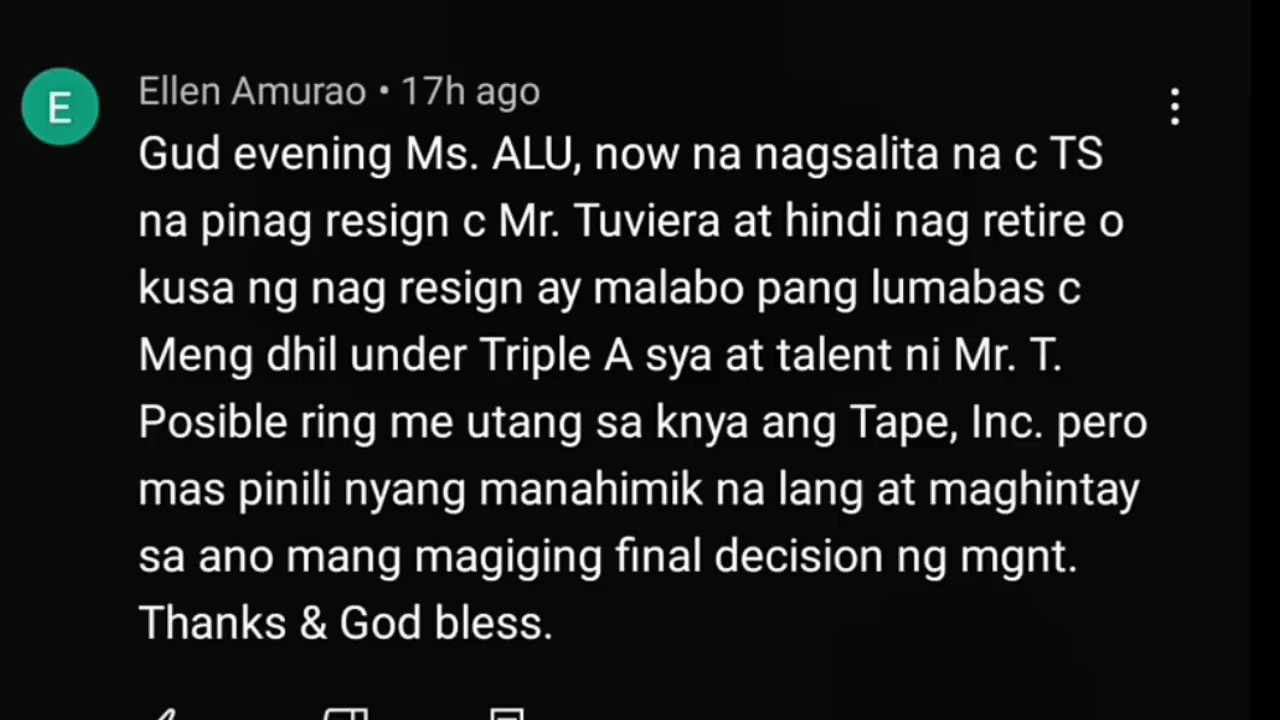 E
Ellen Amurao • 17h ago
Gud evening Ms. ALU, now na nagsalita na c TS
na pinag resign c Mr. Tuviera at hindi nag retire o
kusa ng nag resign ay malabo pang lumabas c
Meng dhil under Triple A sya at talent ni Mr. T.
Posible ring me utang sa knya ang Tape, Inc. pero
mas pinili nyang manahimik na lang at maghintay
sa ano mang magiging final decision ng mgnt.
Thanks & God bless.